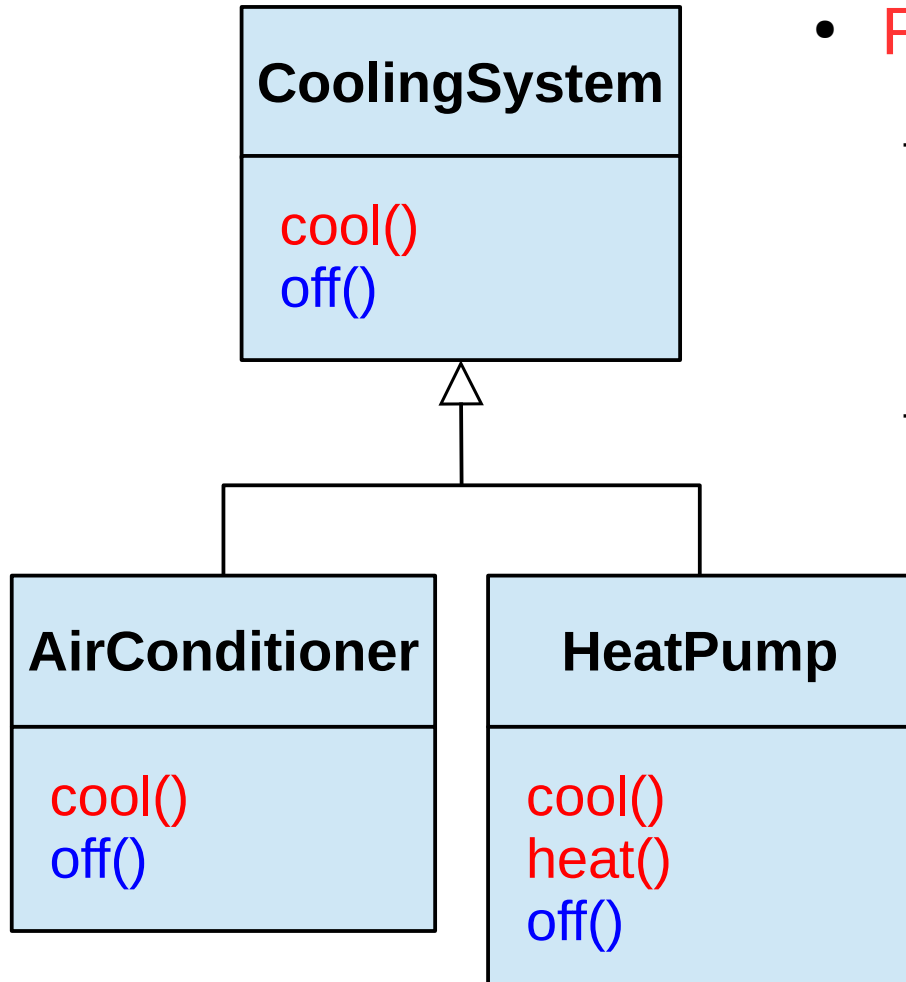 CoolingSystem
cool()
off()
AirConditioner
cool()
off()
HeatPump
cool()
heat()
off()